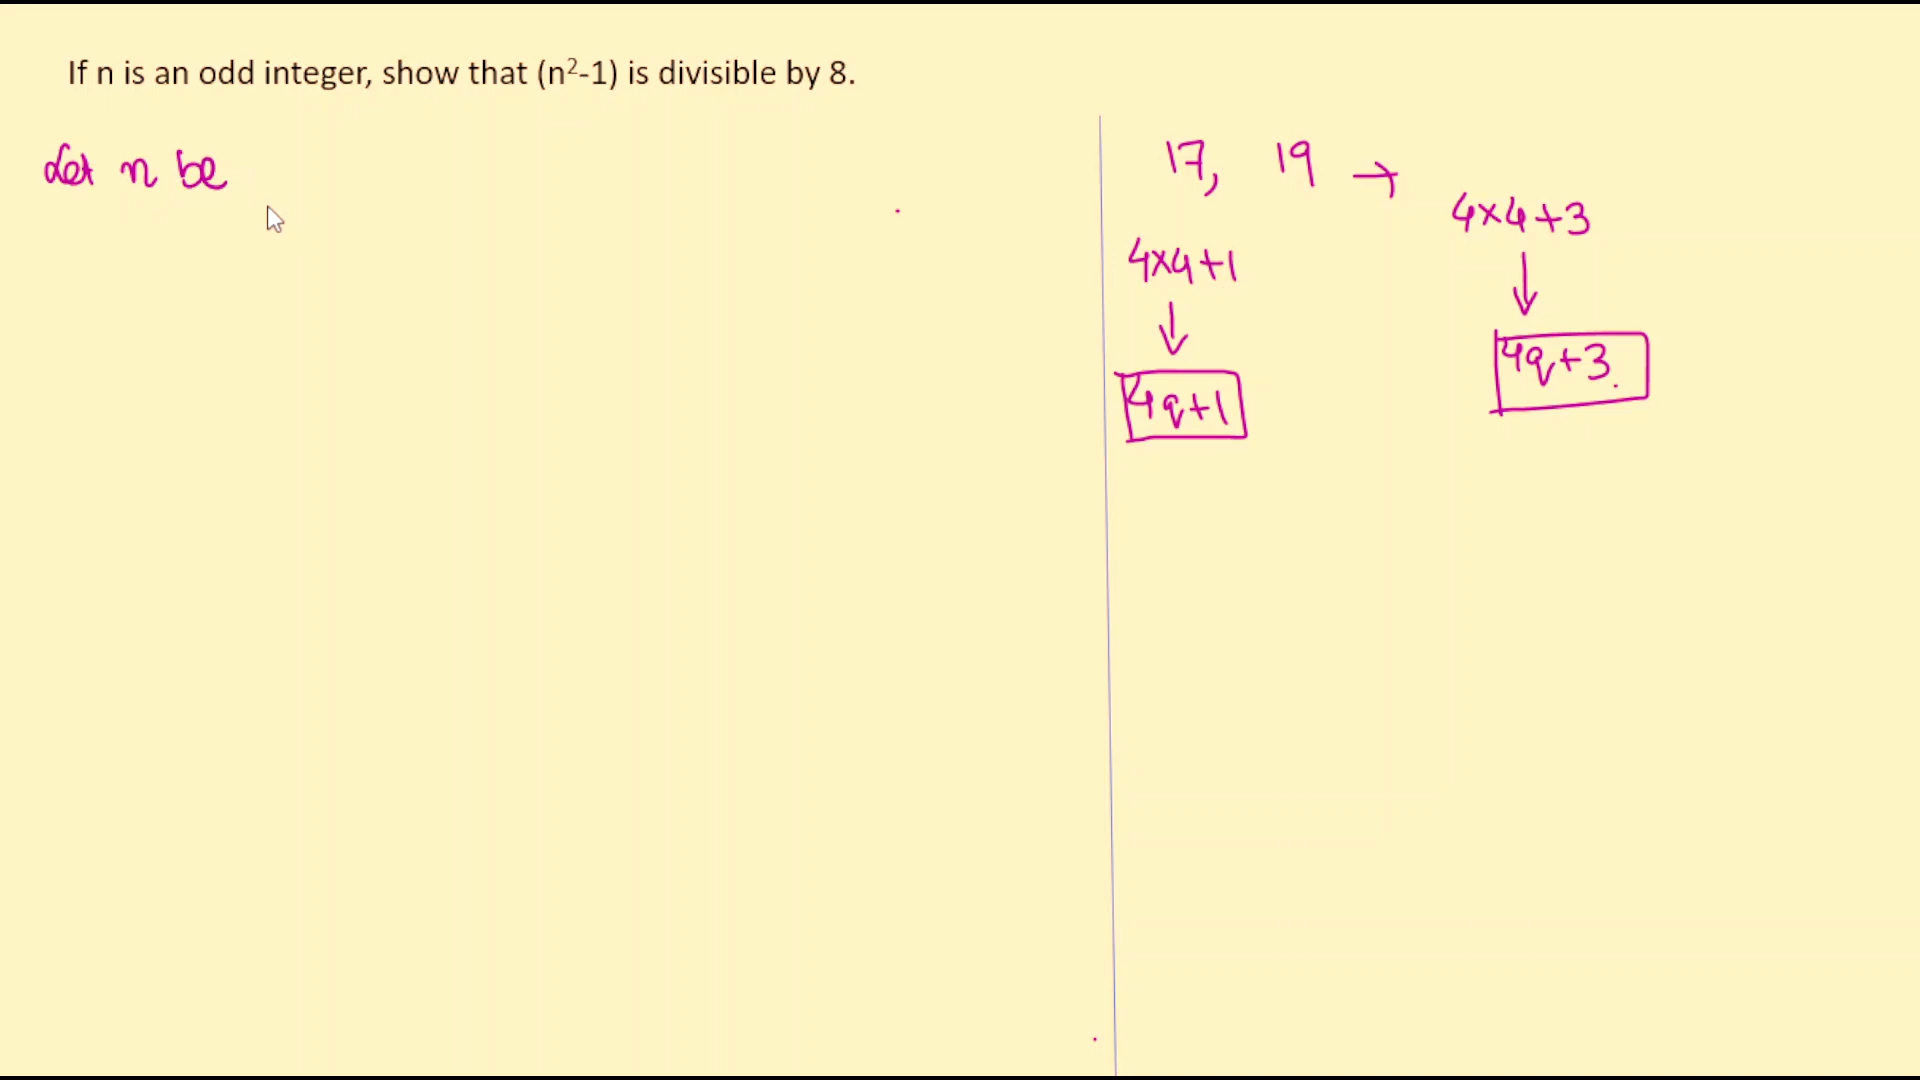 If n is an odd integer, show that (n²-1) is divisible by 8.
Let n be
17, 19 →
4×4+3
4×4+1
↓
↓
4q+3
4q+1